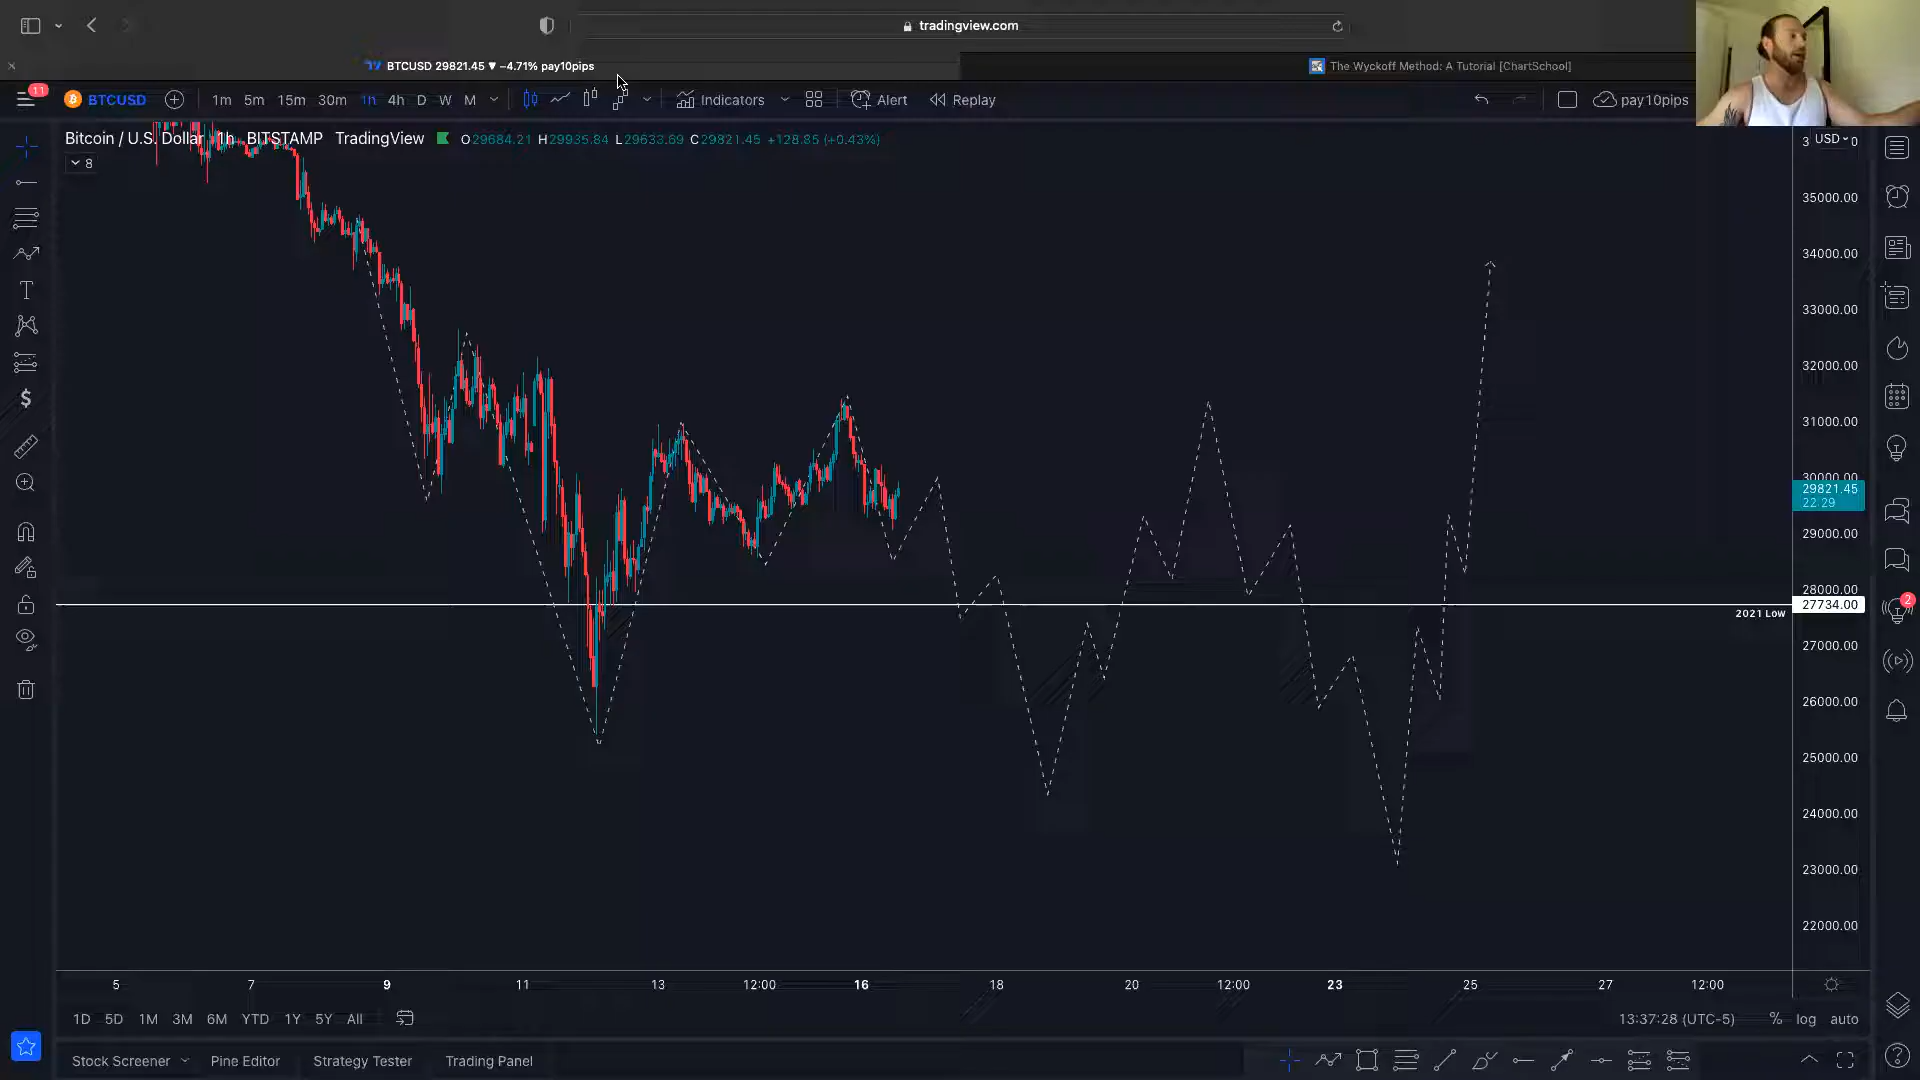 tradingview.com
BTCUSD 29821.45 ▼ −4.71% pay10pips
The Wyckoff Method: A Tutorial [ChartSchool]
11
BTCUSD
1m 5m 15m 30m 1h 4h D W M
Indicators
Alert
Replay
pay10pips
Bitcoin / U.S. Dollar 1h BITSTAMP TradingView
O29684.21 H29935.84 L29633.69 C29821.45 +128.85 (+0.43%)
USD
8
35000.00
34000.00
33000.00
32000.00
31000.00
30000.00
29821.45
22:29
29000.00
28000.00
27734.00
2021 Low
27000.00
26000.00
25000.00
24000.00
23000.00
22000.00
2
5 7 9 11 13 12:00 16 18 20 12:00 23 25 27 12:00
1D 5D 1M 3M 6M YTD 1Y 5Y All
13:37:28 (UTC-5) % log auto
Stock Screener Pine Editor Strategy Tester Trading Panel